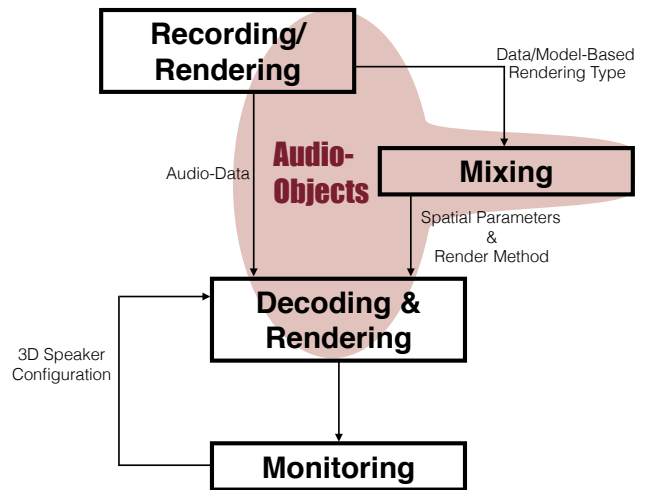 Recording/
Rendering
Data/Model-Based
Rendering Type
Audio-
Objects
Audio-Data
Mixing
Spatial Parameters
&
Render Method
Decoding &
Rendering
3D Speaker
Configuration
Monitoring